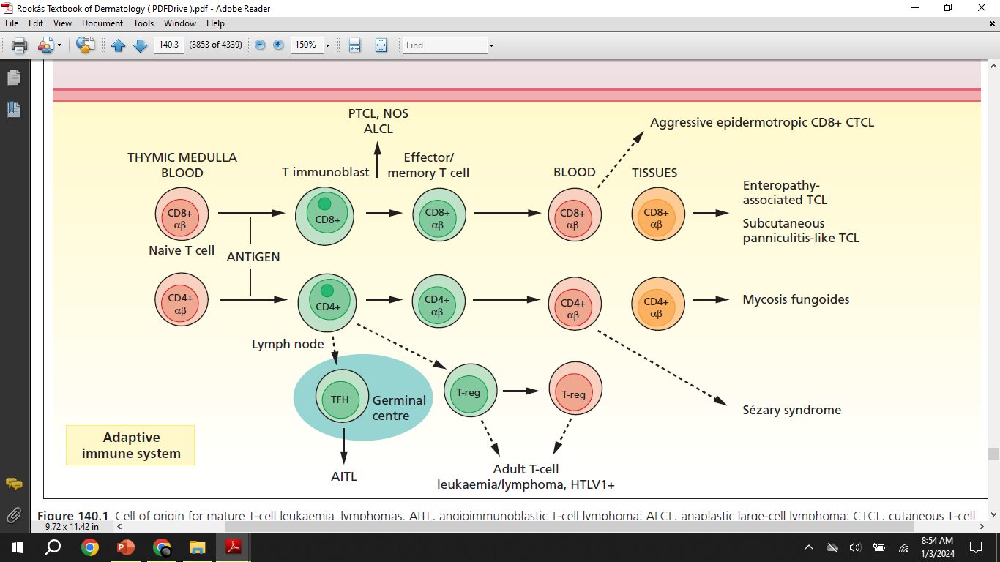 Rookâs Textbook of Dermatology ( PDFDrive ).pdf - Adobe Reader
File Edit View Document Tools Window Help
140.3 (3853 of 4339) 150% Find
PTCL, NOS
ALCL
Aggressive epidermotropic CD8+ CTCL
THYMIC MEDULLA
BLOOD
T immunoblast
Effector/
memory T cell
BLOOD
TISSUES
CD8+
αβ
CD8+
CD8+
αβ
CD8+
αβ
CD8+
αβ
Enteropathy-
associated TCL
Subcutaneous
panniculitis-like TCL
Naive T cell
ANTIGEN
CD4+
αβ
CD4+
CD4+
αβ
CD4+
αβ
CD4+
αβ
Mycosis fungoides
Lymph node
TFH
Germinal
centre
T-reg
T-reg
Sézary syndrome
Adaptive
immune system
AITL
Adult T-cell
leukaemia/lymphoma, HTLV1+
Figure 140.1 Cell of origin for mature T-cell leukaemia–lymphomas. AITL, angioimmunoblastic T-cell lymphoma; ALCL, anaplastic large-cell lymphoma; CTCL, cutaneous T-cell
9.72 x 11.42 in
8:54 AM
1/3/2024